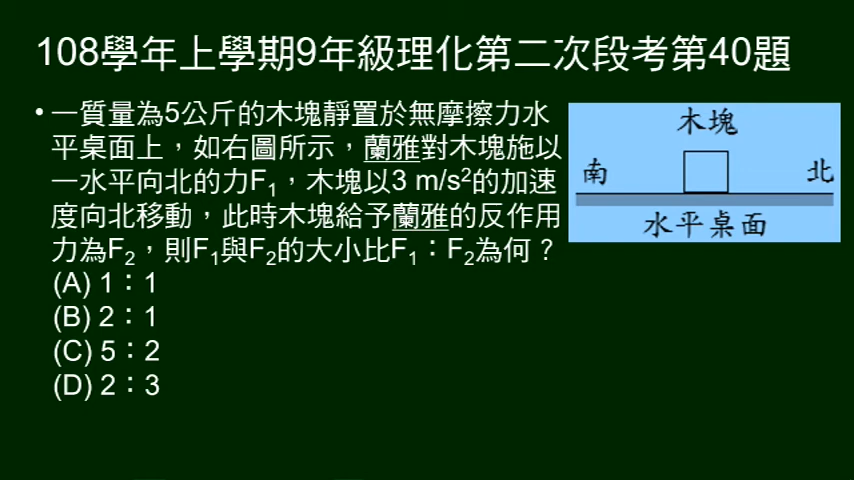 108學年上學期9年級理化第二次段考第40題
• 一質量為5公斤的木塊靜置於無摩擦力水
平桌面上，如右圖所示，蘭雅對木塊施以
一水平向北的力F₁，木塊以3 m/s²的加速
度向北移動，此時木塊給予蘭雅的反作用
力為F₂，則F₁與F₂的大小比F₁：F₂為何？
(A) 1：1
(B) 2：1
(C) 5：2
(D) 2：3
木塊
南
北
水平桌面